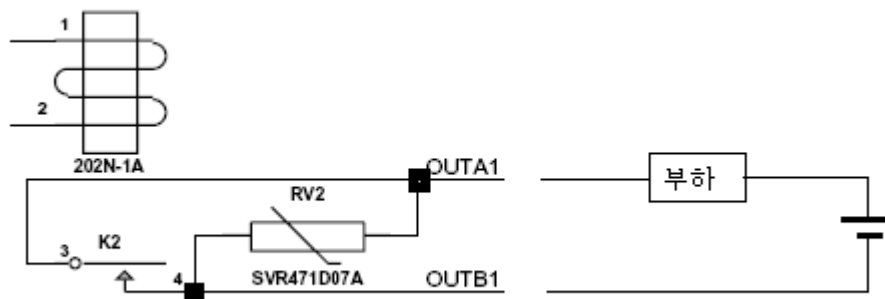 1
2
202N-1A
OUTA1
부하
RV2
3
K2
4
SVR471D07A
OUTB1